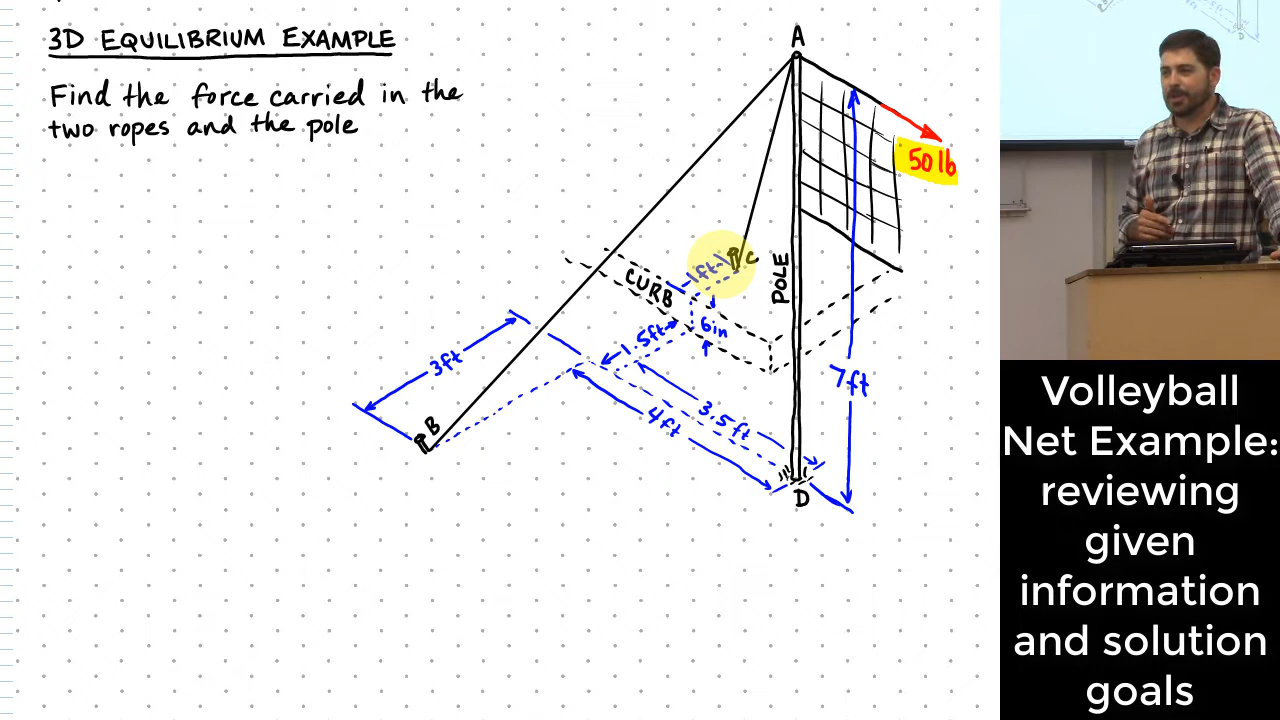 3D EQUILIBRIUM EXAMPLE
Find the force carried in the
two ropes and the pole
A
50 lb
C
1ft
CURB
POLE
6in
1.5ft
3ft
7ft
3.5ft
4ft
B
D
Volleyball
Net Example:
reviewing
given
information
and solution
goals